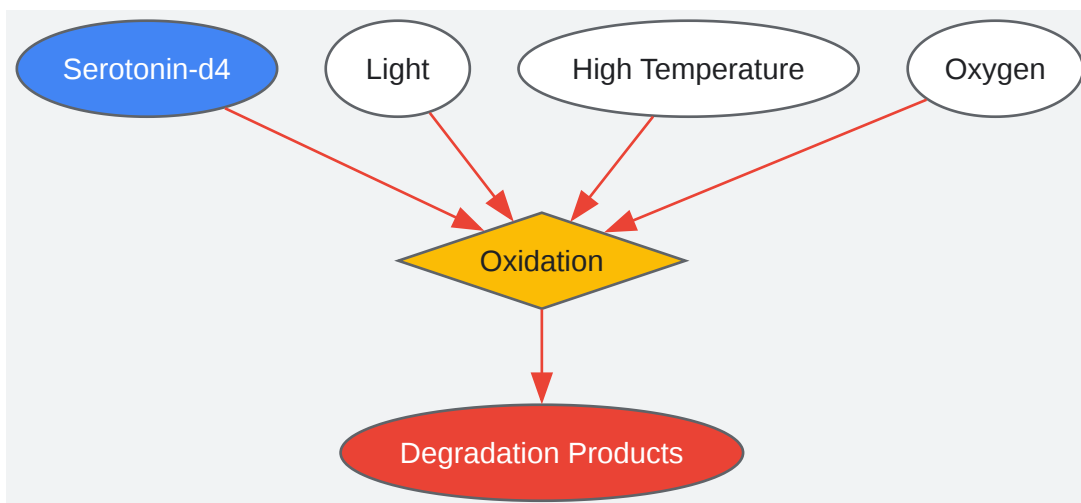 Serotonin-d4
Light
High Temperature
Oxygen
Oxidation
Degradation Products